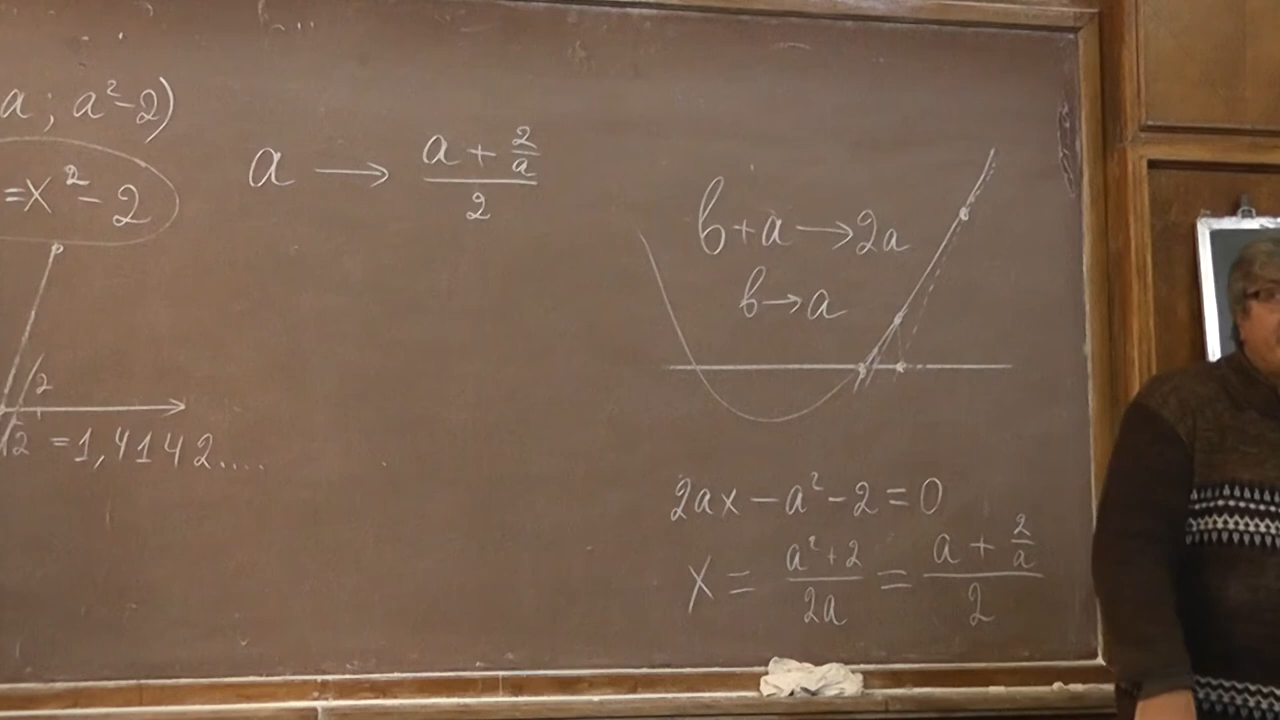 a; a²-2)
=x²-2
a → (a + 2/a)/2
b+a→2a
b→a
2
√2 =1,4142....
2ax - a² - 2 = 0
x = (a²+2)/(2a) = (a + 2/a)/2